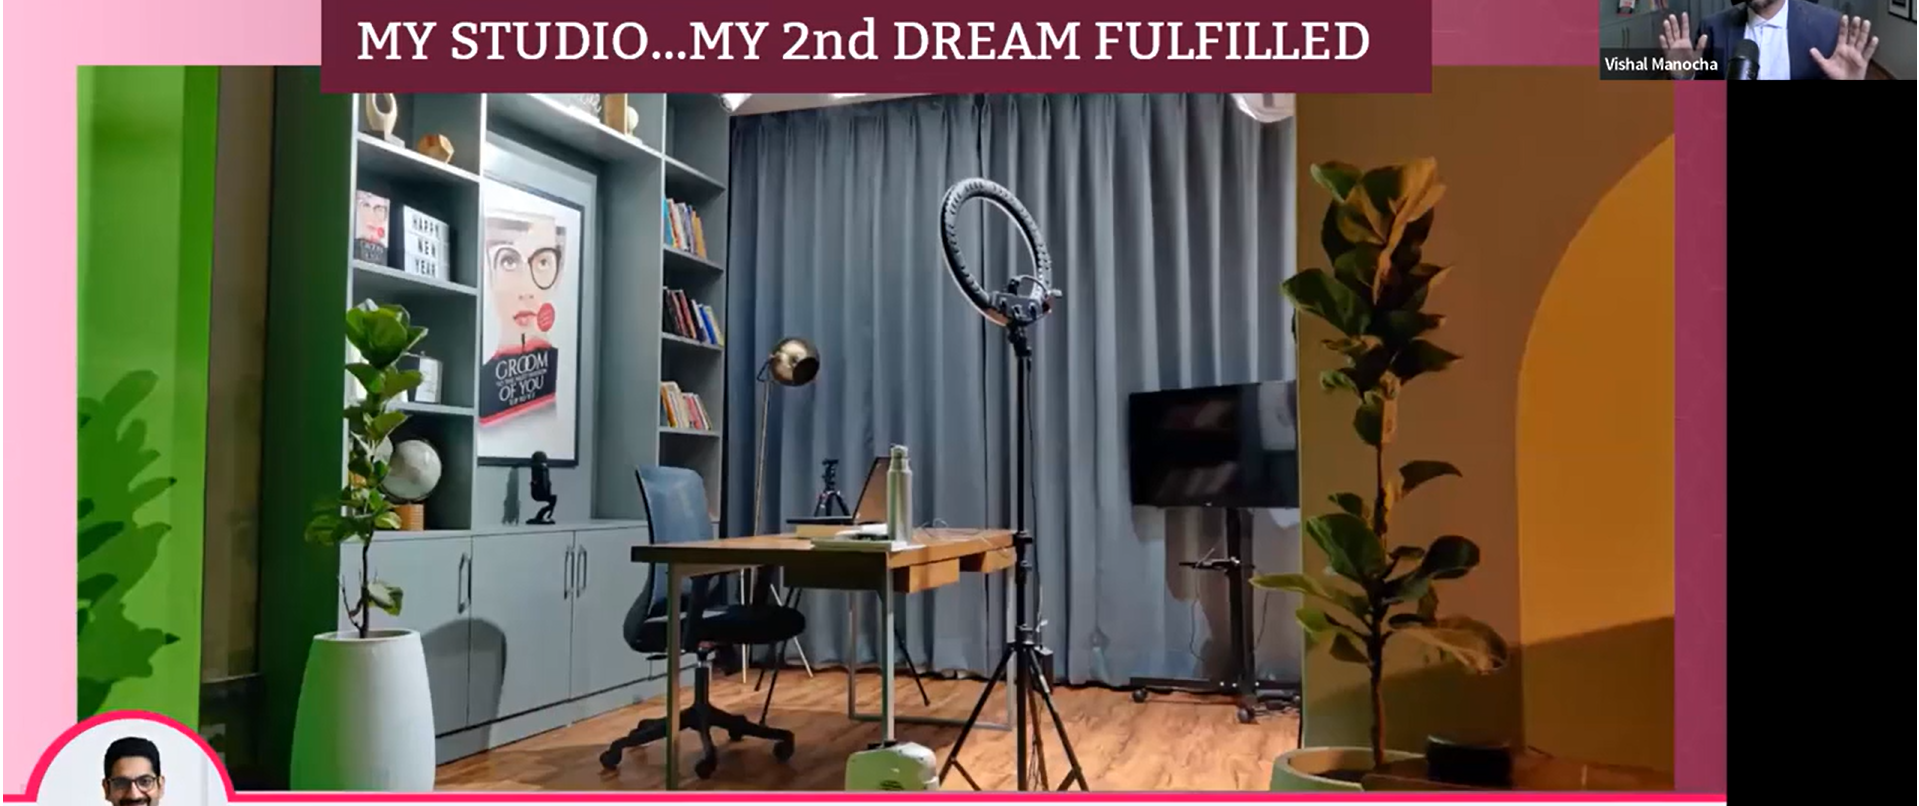 MY STUDIO...MY 2nd DREAM FULFILLED
Vishal Manocha
HAPPY
NEW
YEAR
GROOM
OF YOU